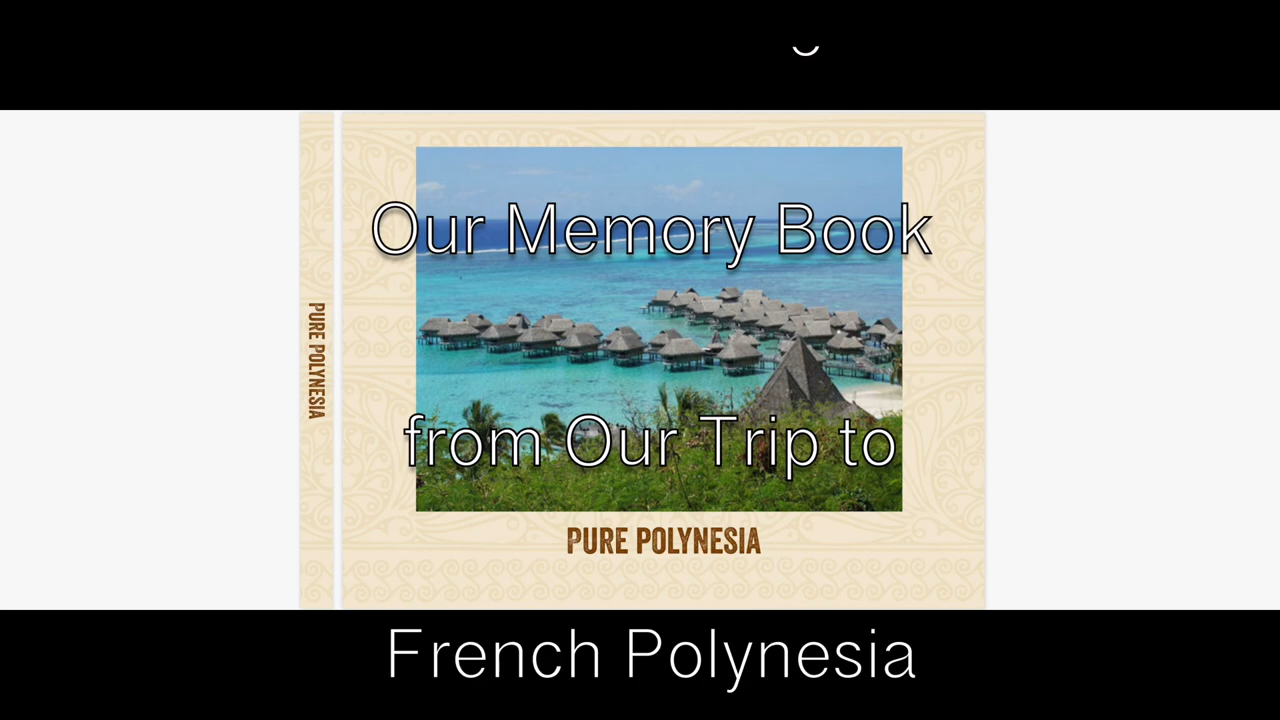 Our Memory Book
from Our Trip to
PURE POLYNESIA
PURE POLYNESIA
French Polynesia